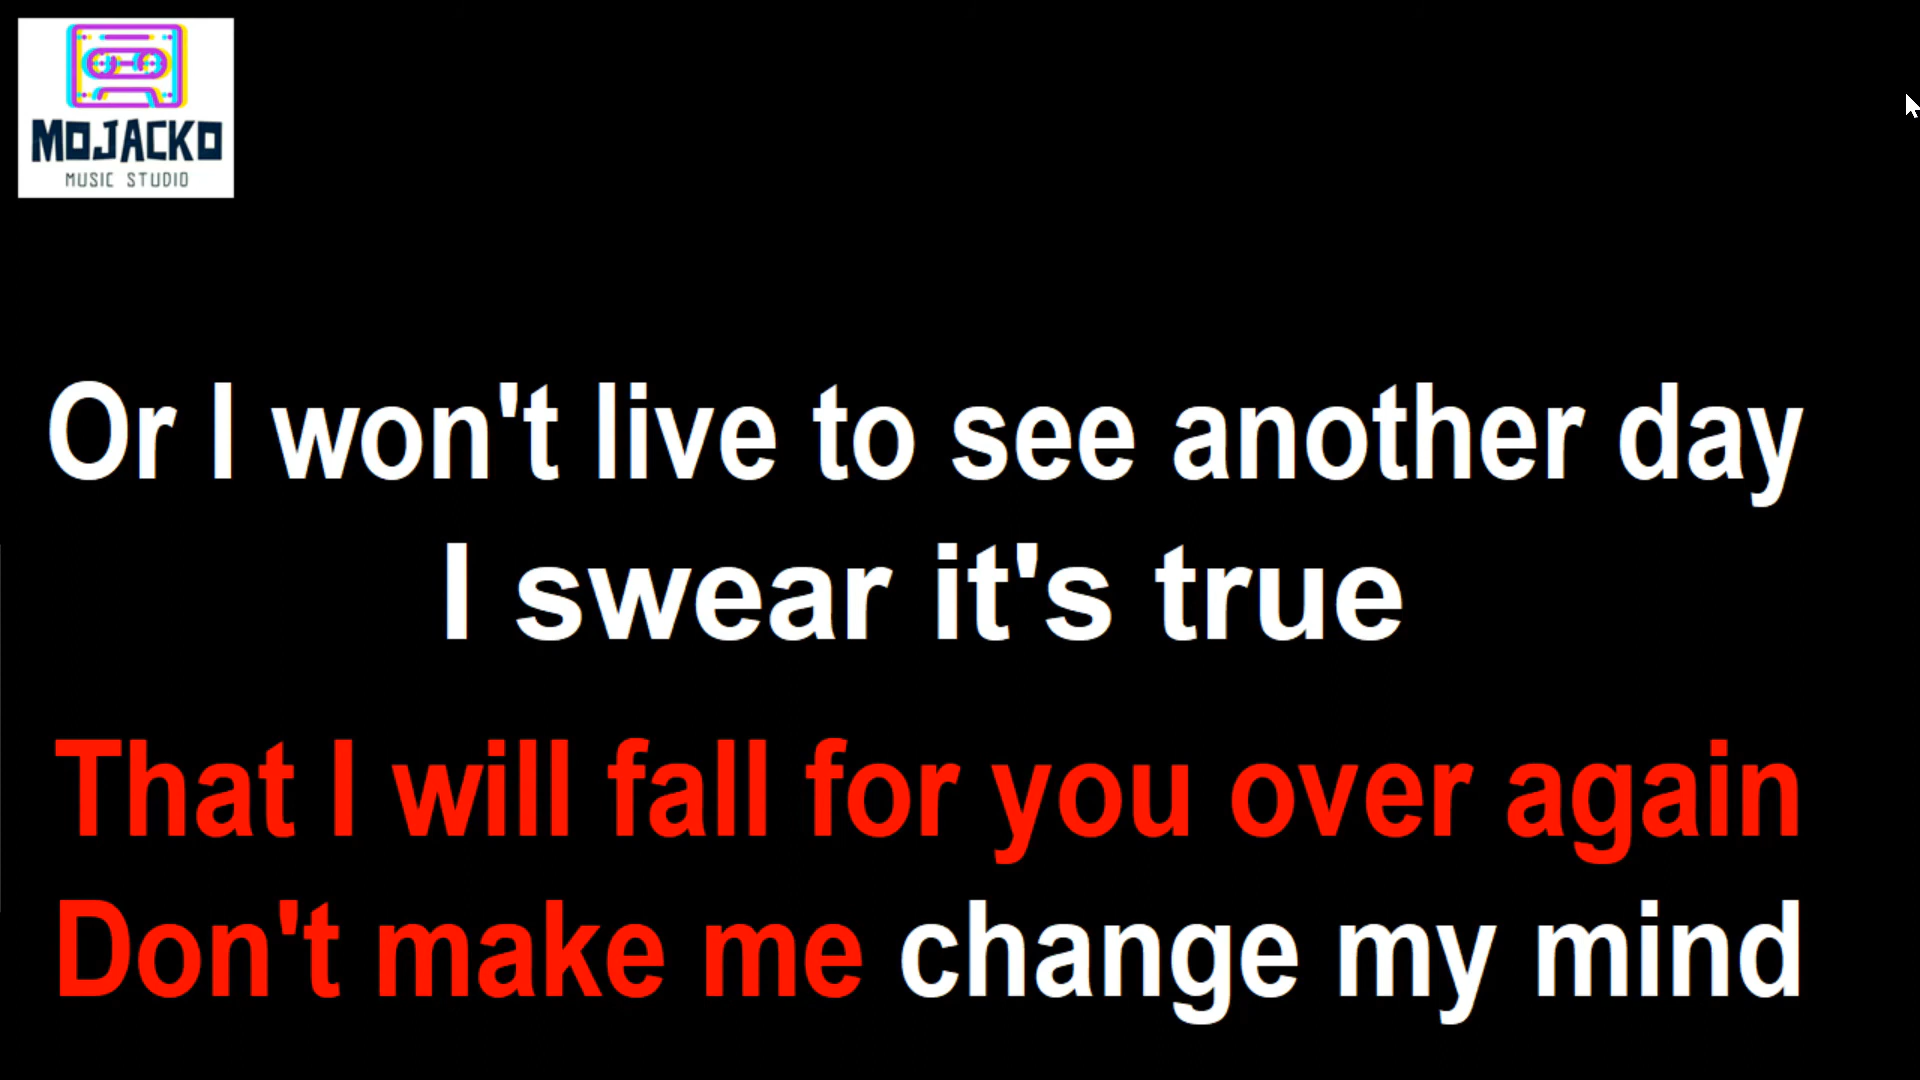 MOJACKO
MUSIC STUDIO
Or I won't live to see another day
I swear it's true
That I will fall for you over again
Don't make me change my mind